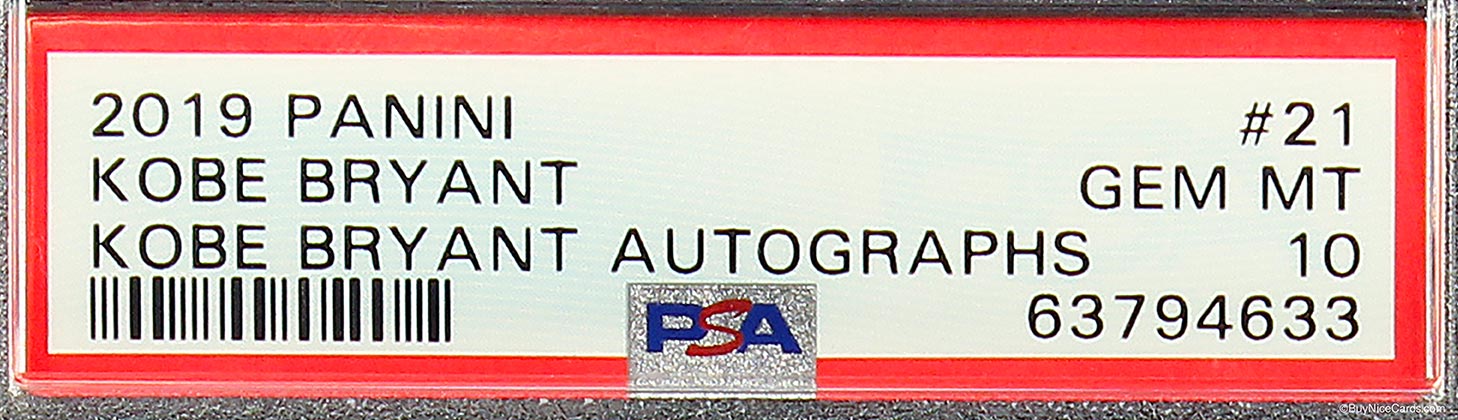 2019 PANINI #21
KOBE BRYANT GEM MT
KOBE BRYANT AUTOGRAPHS 10
PSA 63794633
©BuyNiceCards.com